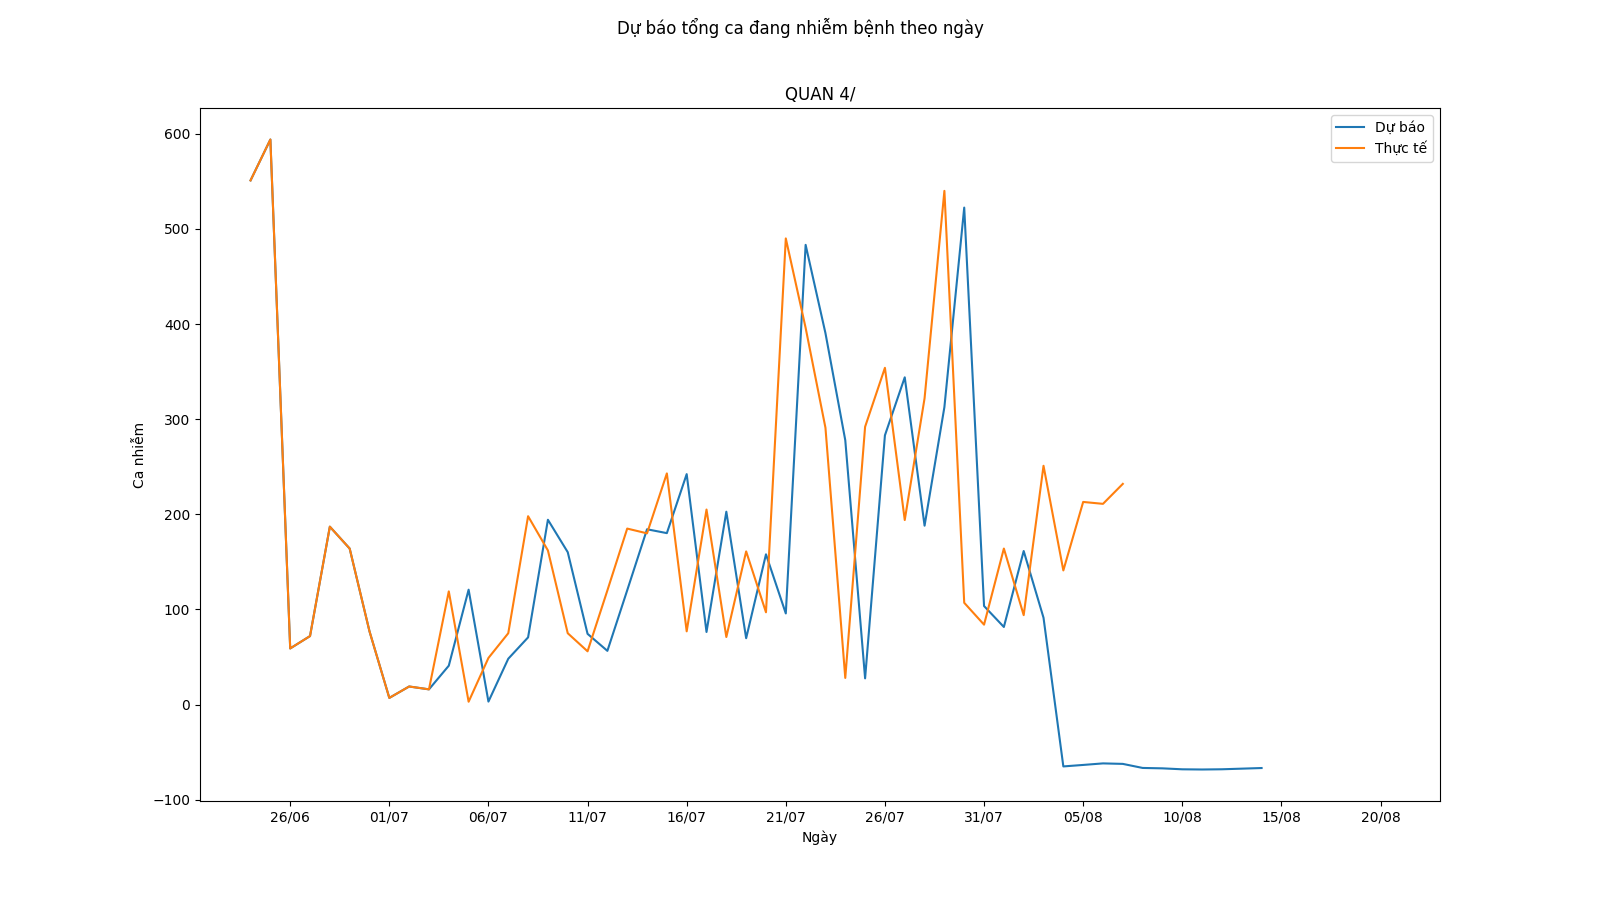 Dự báo tổng ca đang nhiễm bệnh theo ngày
QUAN 4/
Dự báo
Thực tế
600
500
400
300
200
100
0
−100
Ca nhiễm
26/06 01/07 06/07 11/07 16/07 21/07 26/07 31/07 05/08 10/08 15/08 20/08
Ngày